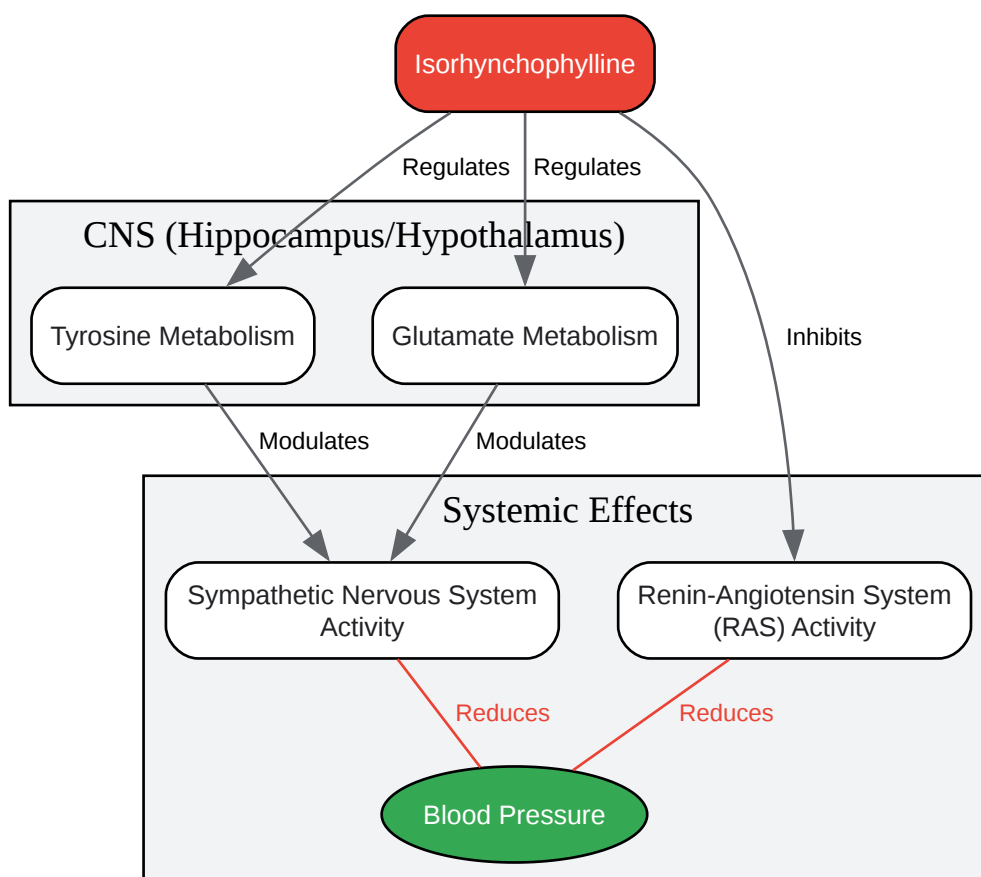 Isorhynchophylline
Regulates
Regulates
CNS (Hippocampus/Hypothalamus)
Tyrosine Metabolism
Glutamate Metabolism
Inhibits
Modulates
Modulates
Systemic Effects
Sympathetic Nervous System
Activity
Renin-Angiotensin System
(RAS) Activity
Reduces
Reduces
Blood Pressure